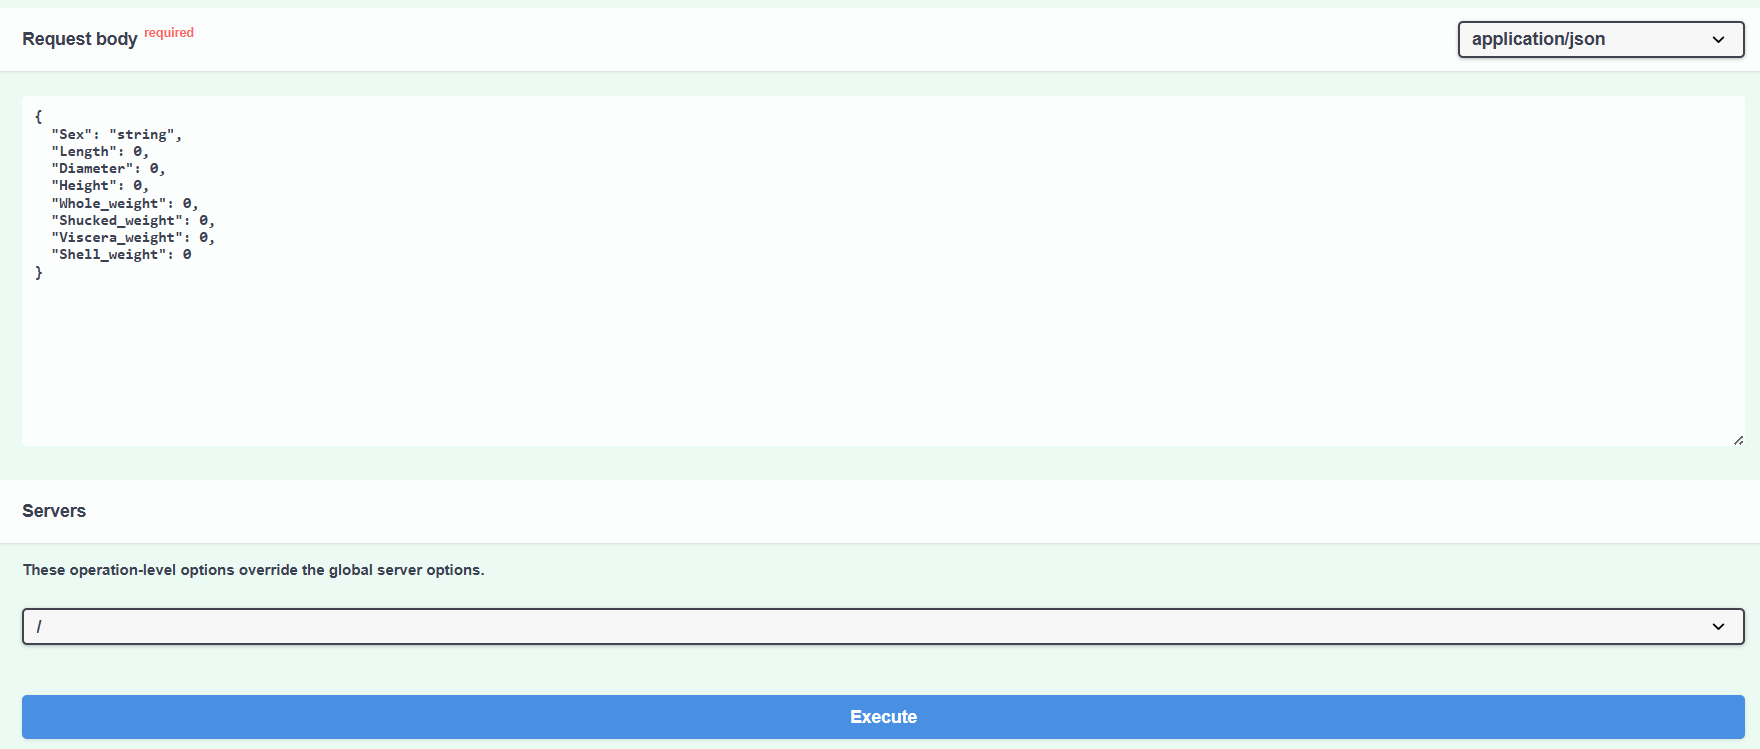 Request body required
application/json
{
  "Sex": "string",
  "Length": 0,
  "Diameter": 0,
  "Height": 0,
  "Whole_weight": 0,
  "Shucked_weight": 0,
  "Viscera_weight": 0,
  "Shell_weight": 0
}
Servers
These operation-level options override the global server options.
/
Execute